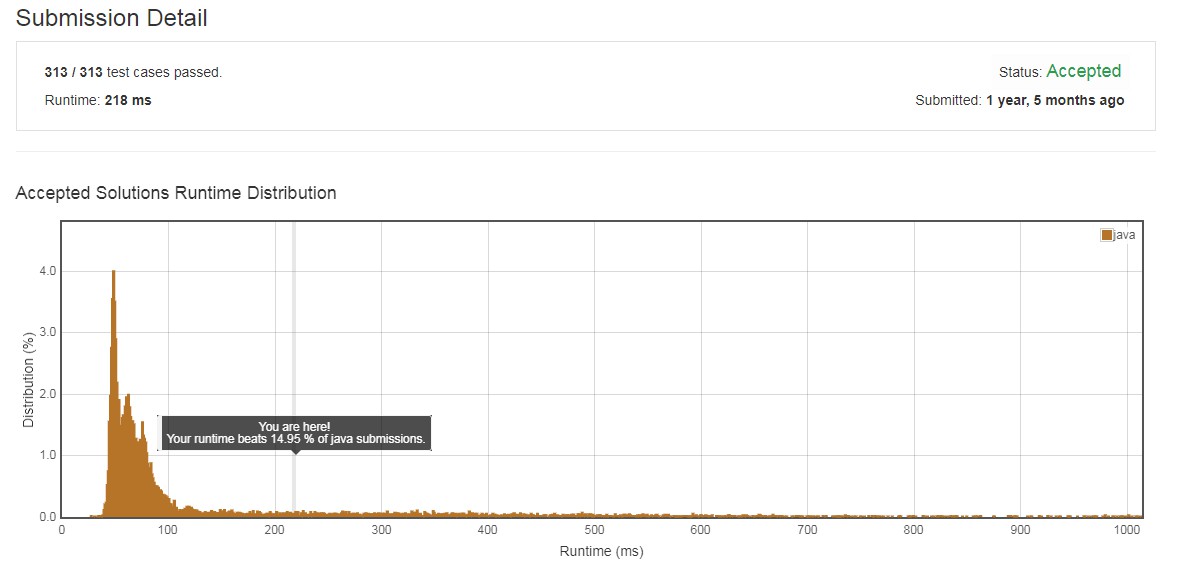 Submission Detail
313 / 313 test cases passed.
Status: Accepted
Runtime: 218 ms
Submitted: 1 year, 5 months ago
Accepted Solutions Runtime Distribution
java
4.0
3.0
2.0
1.0
0.0
Distribution (%)
You are here!
Your runtime beats 14.95 % of java submissions.
0 100 200 300 400 500 600 700 800 900 1000
Runtime (ms)